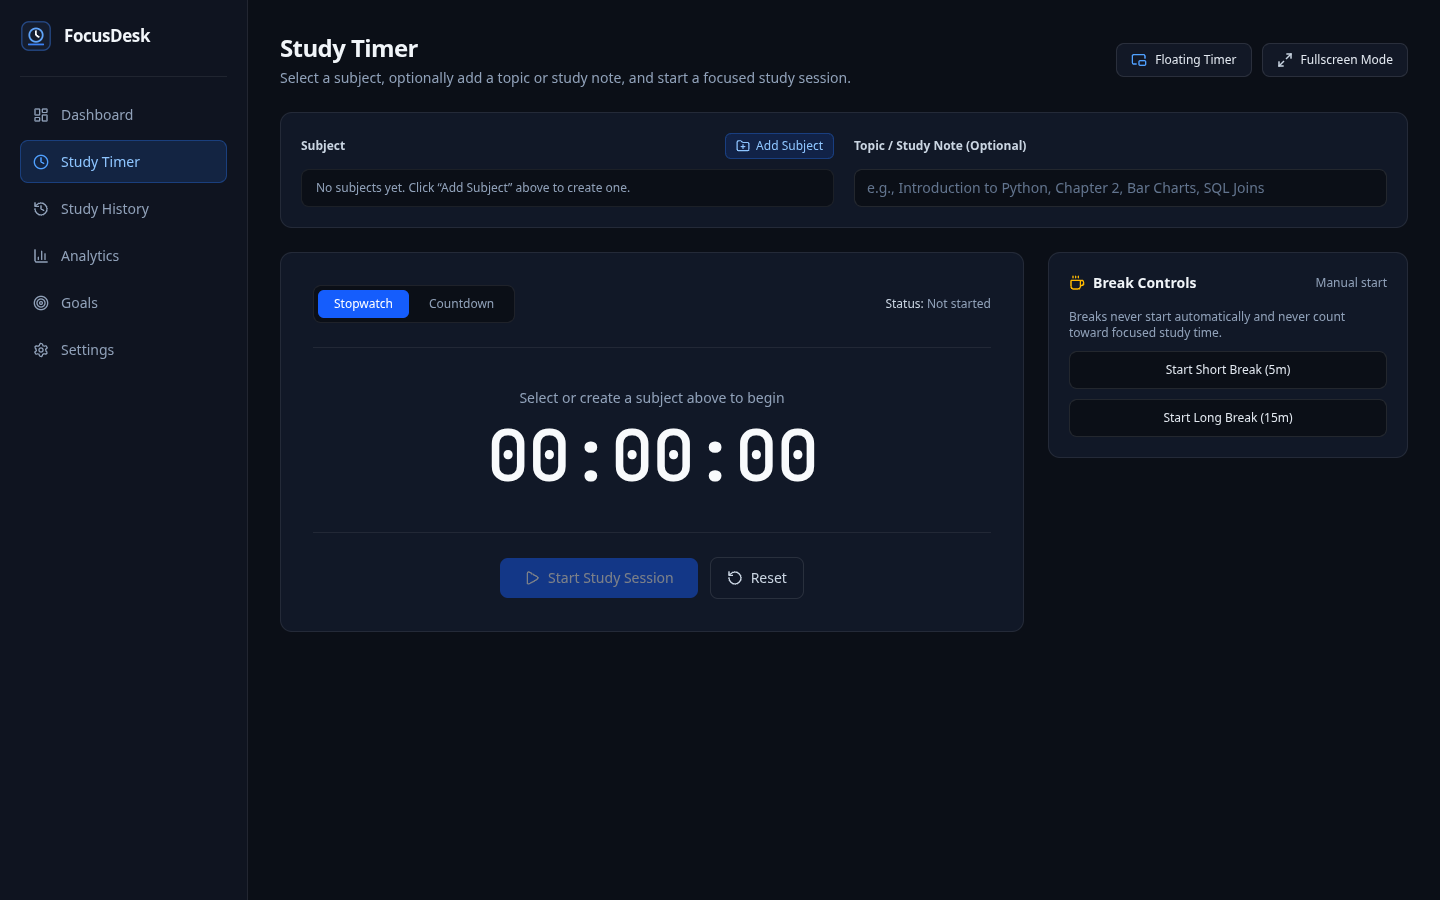 FocusDesk
Dashboard
Study Timer
Study History
Analytics
Goals
Settings
Study Timer
Select a subject, optionally add a topic or study note, and start a focused study session.
Floating Timer
Fullscreen Mode
Subject
Add Subject
No subjects yet. Click “Add Subject” above to create one.
Topic / Study Note (Optional)
e.g., Introduction to Python, Chapter 2, Bar Charts, SQL Joins
Stopwatch
Countdown
Status: Not started
Select or create a subject above to begin
00:00:00
Start Study Session
Reset
Break Controls
Manual start
Breaks never start automatically and never count
toward focused study time.
Start Short Break (5m)
Start Long Break (15m)